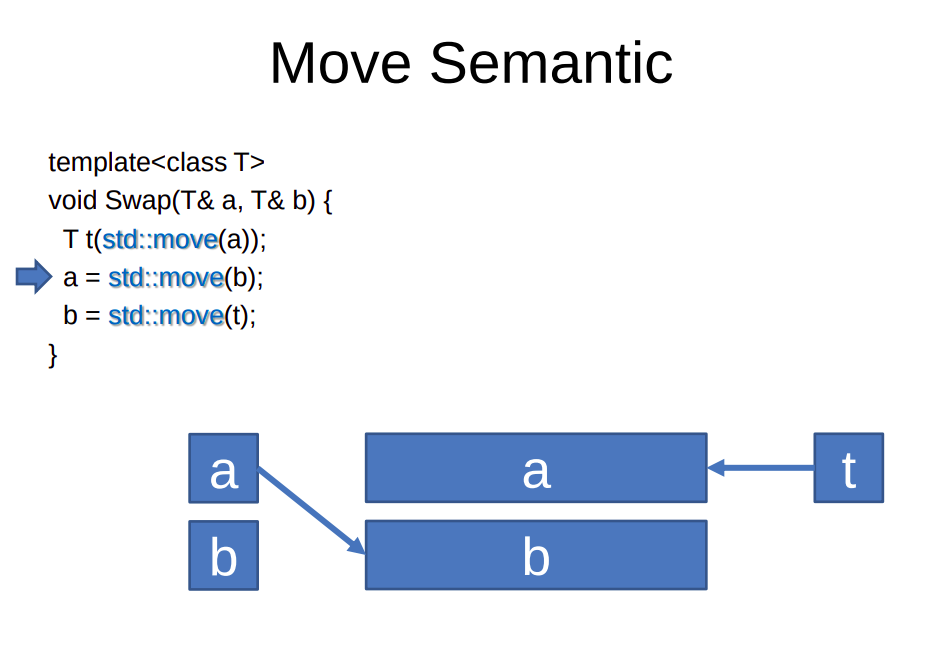 Move Semantic
template<class T>
void Swap(T& a, T& b) {
T t(std::move(a));
a = std::move(b);
b = std::move(t);
}
a a t
b b